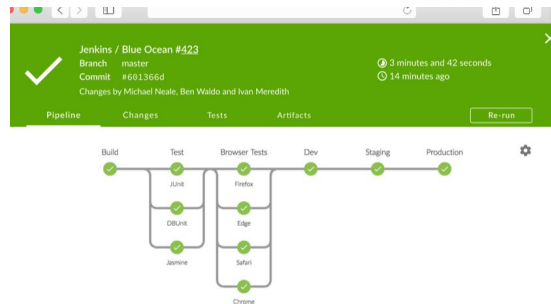 Jenkins / Blue Ocean #423
Branch master
Commit #601366d
Changes by Michael Neale, Ben Waldo and Ivan Meredith
3 minutes and 42 seconds
14 minutes ago
Pipeline Changes Tests Artifacts Re-run
Build Test Browser Tests Dev Staging Production
JUnit Firefox
DBUnit Edge
Jasmine Safari
Chrome